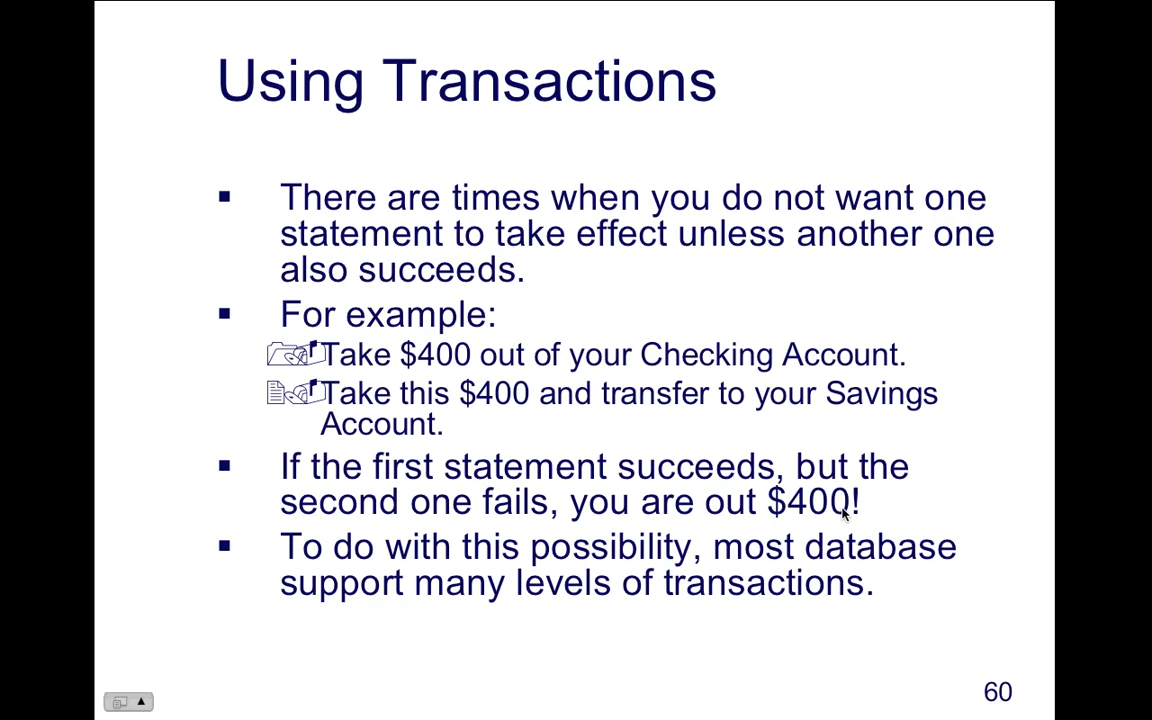 Using Transactions
There are times when you do not want one
statement to take effect unless another one
also succeeds.
For example:
Take $400 out of your Checking Account.
Take this $400 and transfer to your Savings
Account.
If the first statement succeeds, but the
second one fails, you are out $400!
To do with this possibility, most database
support many levels of transactions.
60